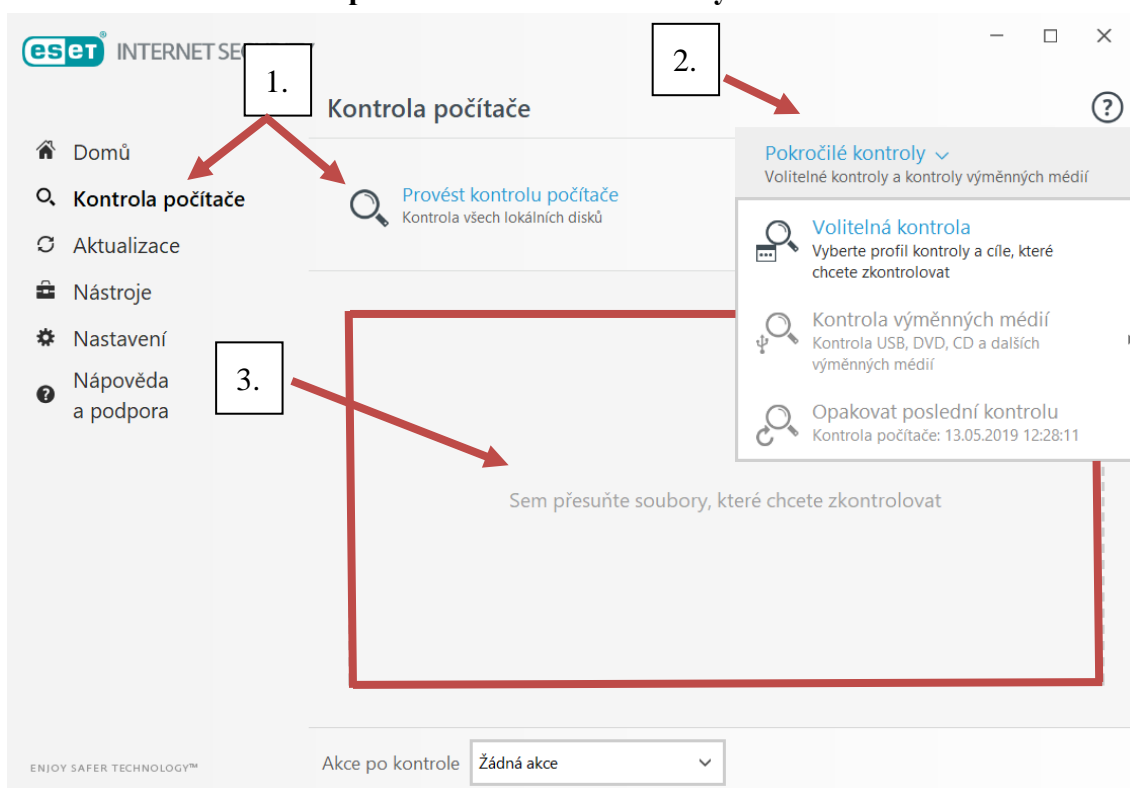 eset INTERNET SE
1.
2.
Kontrola počítače
?
Domů
Kontrola počítače
Aktualizace
Nástroje
Nastavení
Nápověda
a podpora
Provést kontrolu počítače
Kontrola všech lokálních disků
Pokročilé kontroly
Volitelné kontroly a kontroly výměnných médií
Volitelná kontrola
Vyberte profil kontroly a cíle, které
chcete zkontrolovat
Kontrola výměnných médií
Kontrola USB, DVD, CD a dalších
výměnných médií
Opakovat poslední kontrolu
Kontrola počítače: 13.05.2019 12:28:11
3.
Sem přesuňte soubory, které chcete zkontrolovat
Akce po kontrole Žádná akce
ENJOY SAFER TECHNOLOGY™